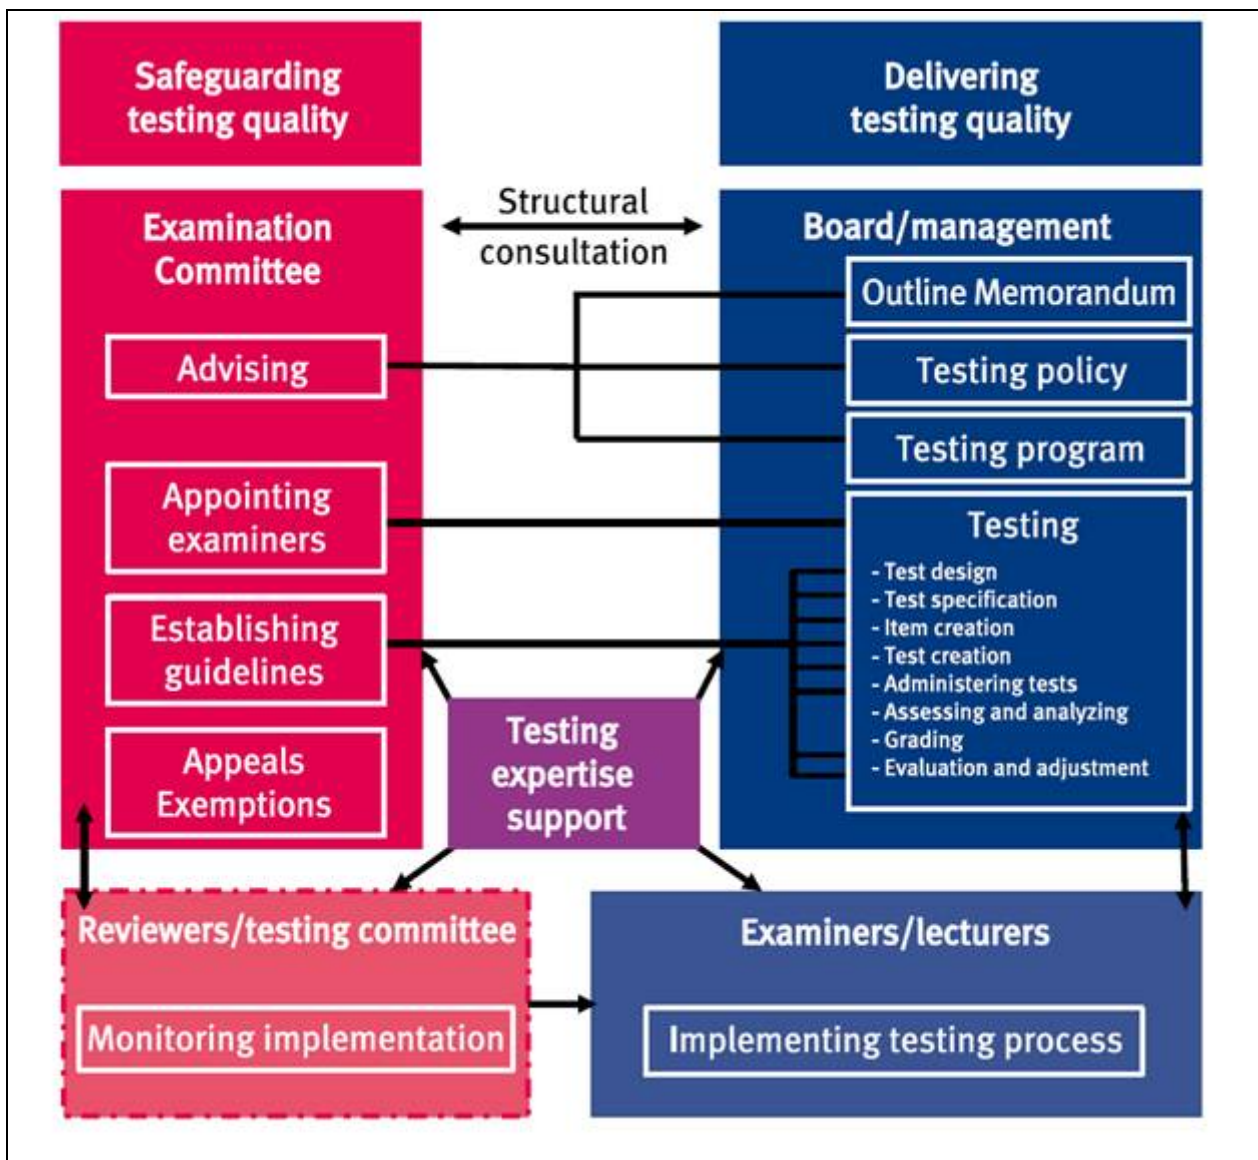 Safeguarding
testing quality
Delivering
testing quality
Examination
Committee
Structural
consultation
Board/management
Outline Memorandum
Advising
Testing policy
Testing program
Appointing
examiners
Testing
- Test design
- Test specification
- Item creation
- Test creation
- Administering tests
- Assessing and analyzing
- Grading
- Evaluation and adjustment
Establishing
guidelines
Appeals
Exemptions
Testing
expertise
support
Reviewers/testing committee
Monitoring implementation
Examiners/lecturers
Implementing testing process